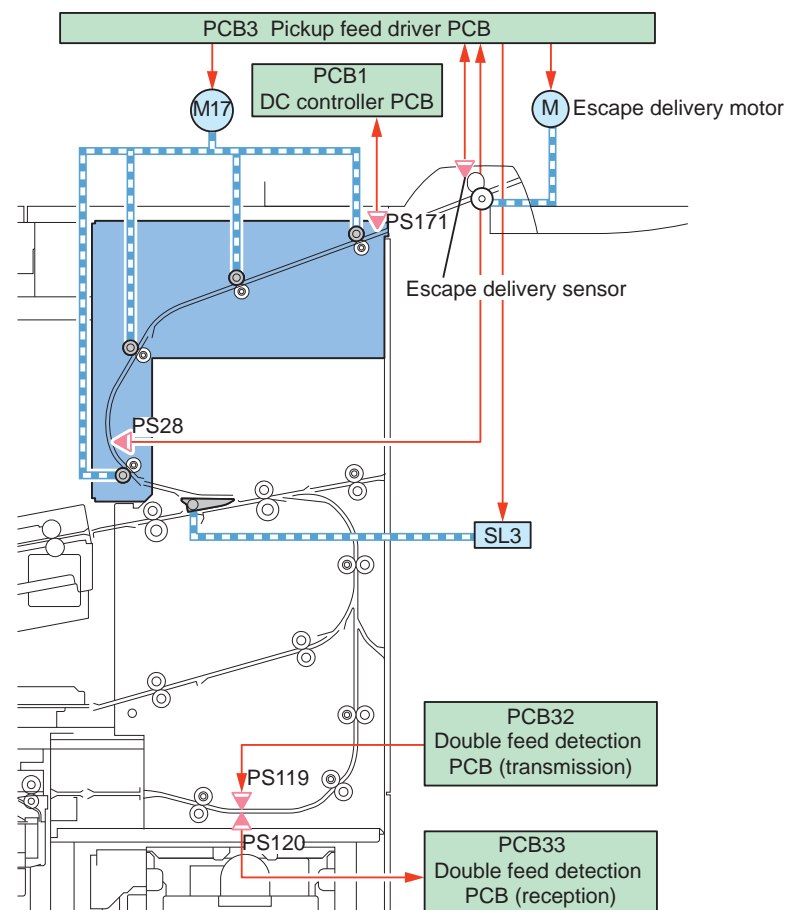 PCB3 Pickup feed driver PCB
PCB1
DC controller PCB
M17
M
Escape delivery motor
PS171
Escape delivery sensor
PS28
SL3
PCB32
Double feed detection
PCB (transmission)
PS119
PS120
PCB33
Double feed detection
PCB (reception)